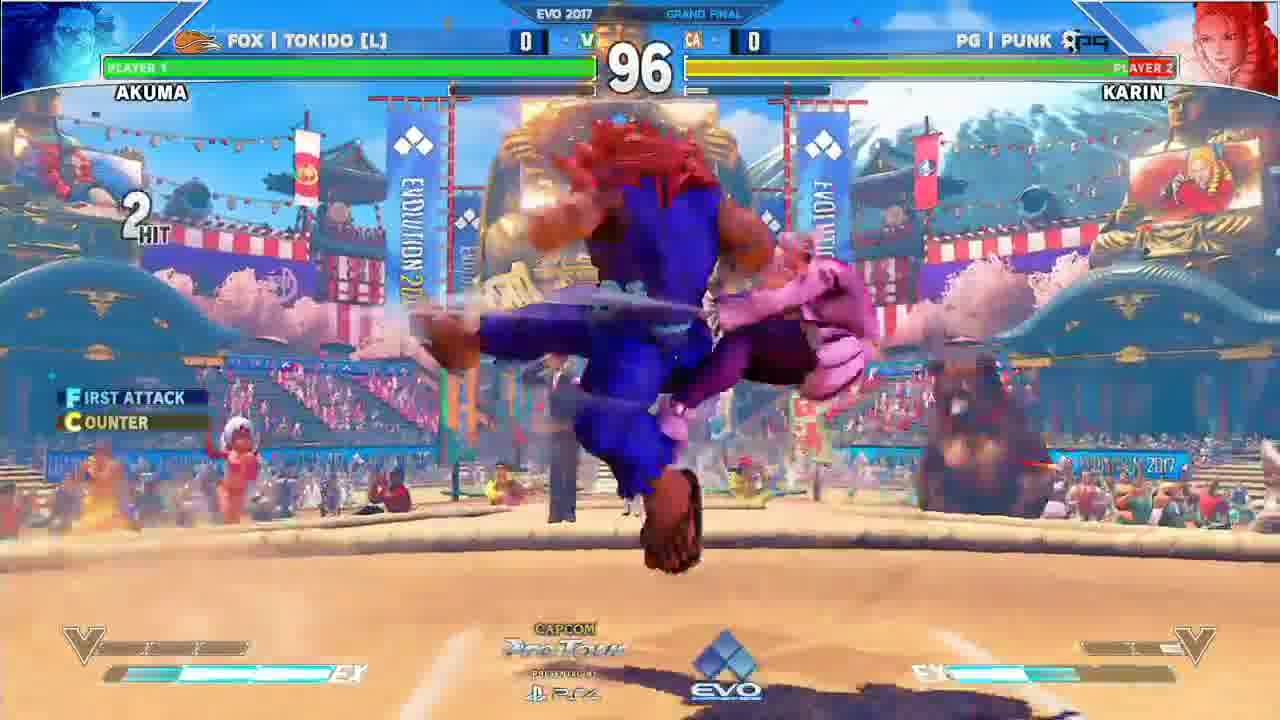 EVO 2017 GRAND FINAL
FOX | TOKIDO [L] 0 V 96 CA 0 PG | PUNK
PLAYER 1 PLAYER 2
AKUMA KARIN
2 HIT
EVOLUTION
FIRST ATTACK
COUNTER
2017
EX EX
CAPCOM
PRO TOUR
PS4
EVO